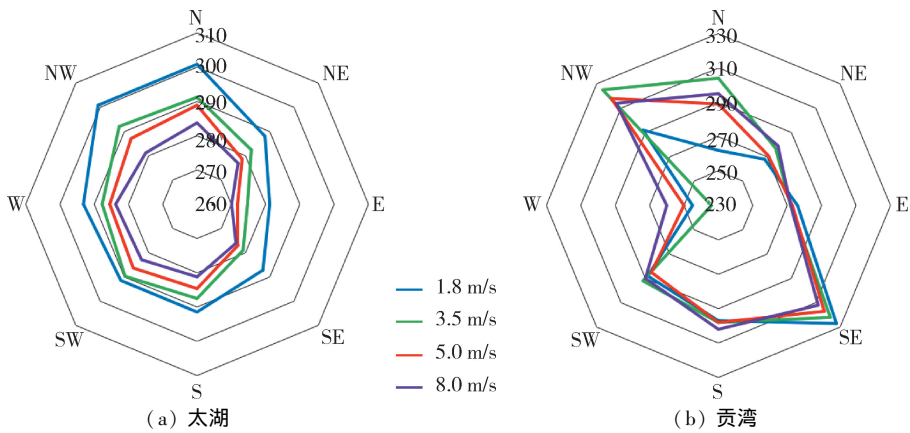 N
310
300
290
280
270
260
NW
NE
W
E
SW
SE
S
(a) 太湖
1.8 m/s
3.5 m/s
5.0 m/s
8.0 m/s
N
330
310
290
270
250
230
NW
NE
W
E
SW
SE
S
(b) 贡湾